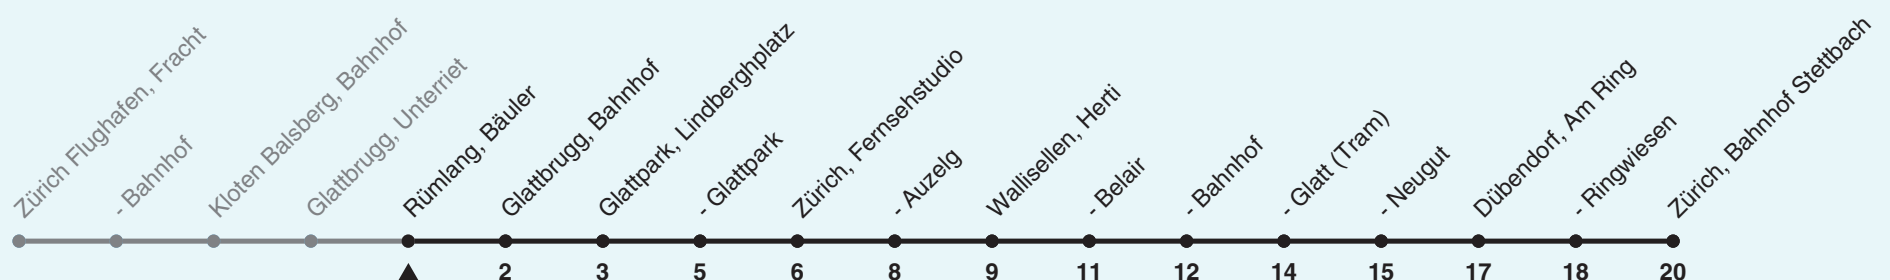 Zürich Flughafen, Fracht
- Bahnhof
Kloten Balsberg, Bahnhof
Glattbrugg, Unterriet
Rümlang, Bäuler
Glattbrugg, Bahnhof
Glattpark, Lindberghplatz
- Glattpark
Zürich, Fernsehstudio
- Auzelg
Wallisellen, Herti
- Belair
- Bahnhof
- Glatt (Tram)
- Neugut
Dübendorf, Am Ring
- Ringwiesen
Zürich, Bahnhof Stettbach
2 3 5 6 8 9 11 12 14 15 17 18 20